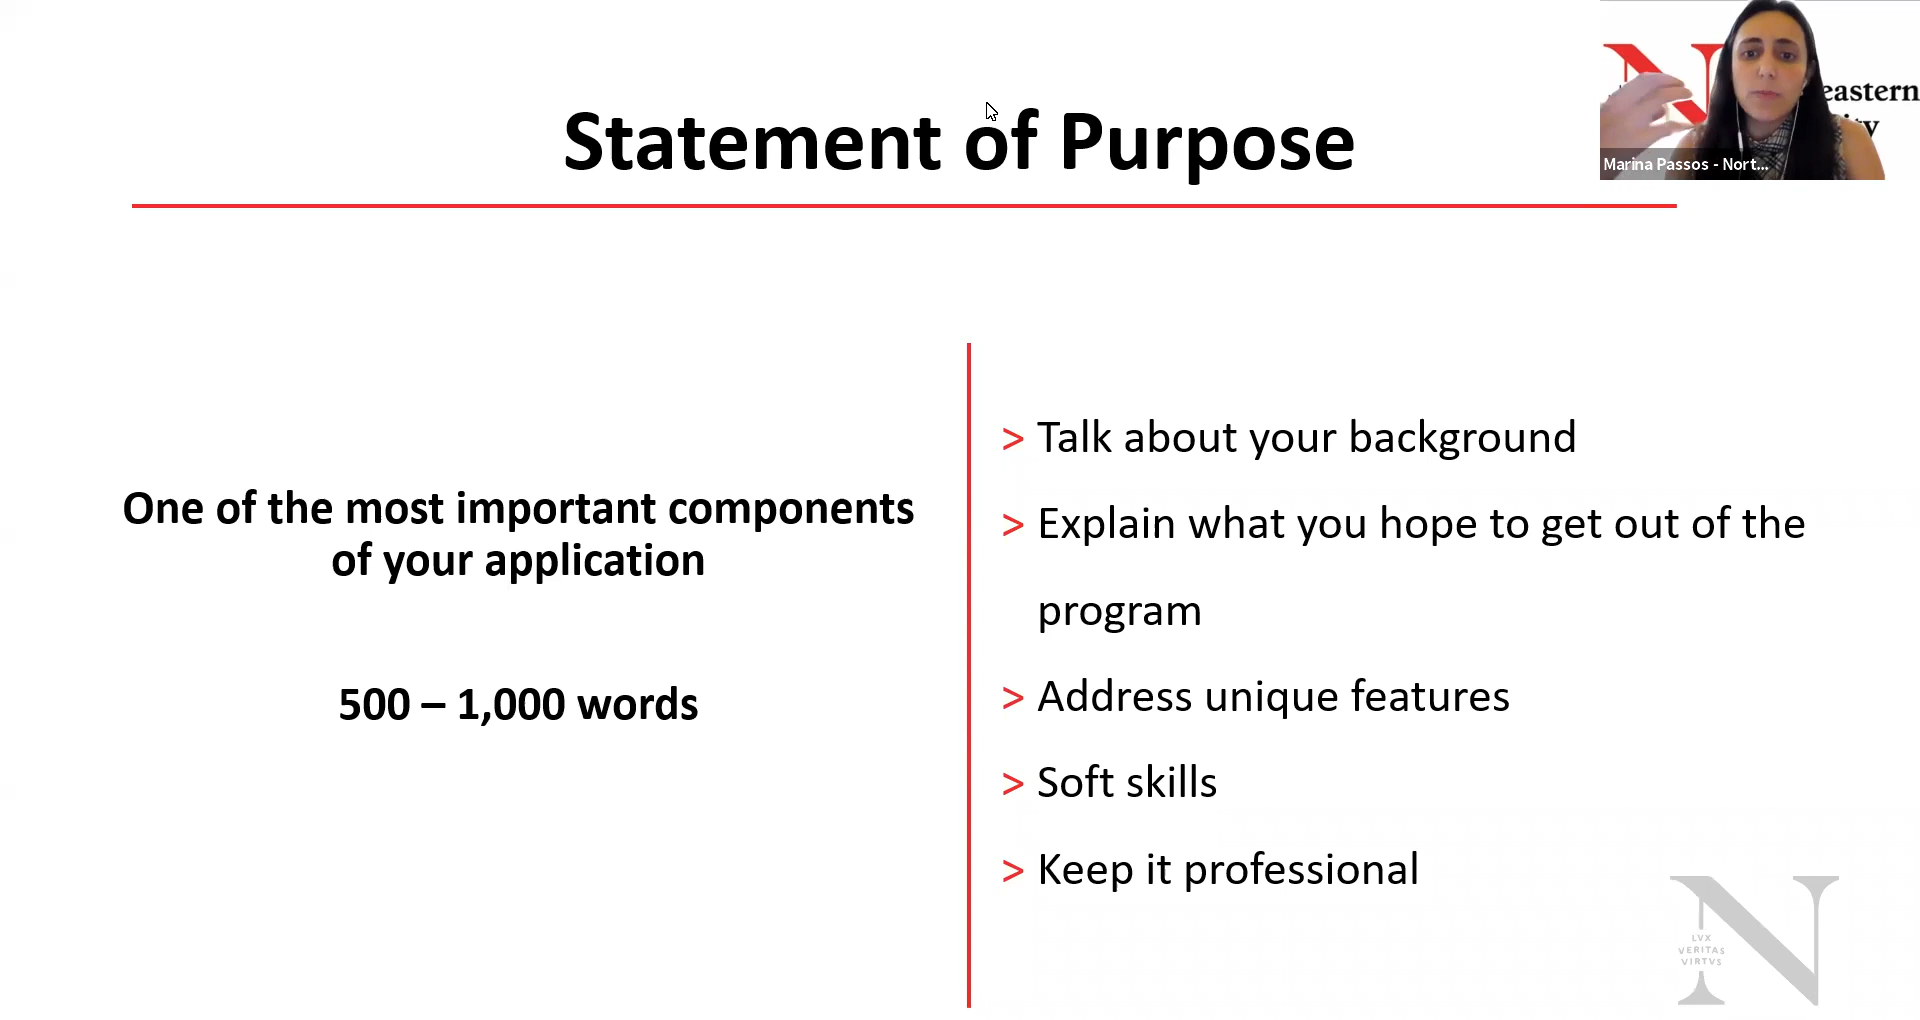 Statement of Purpose
eastern
ity
Marina Passos - Nort...
One of the most important components
of your application
500 – 1,000 words
> Talk about your background
> Explain what you hope to get out of the
program
> Address unique features
> Soft skills
> Keep it professional
LVX
VERITAS
VIRTVS